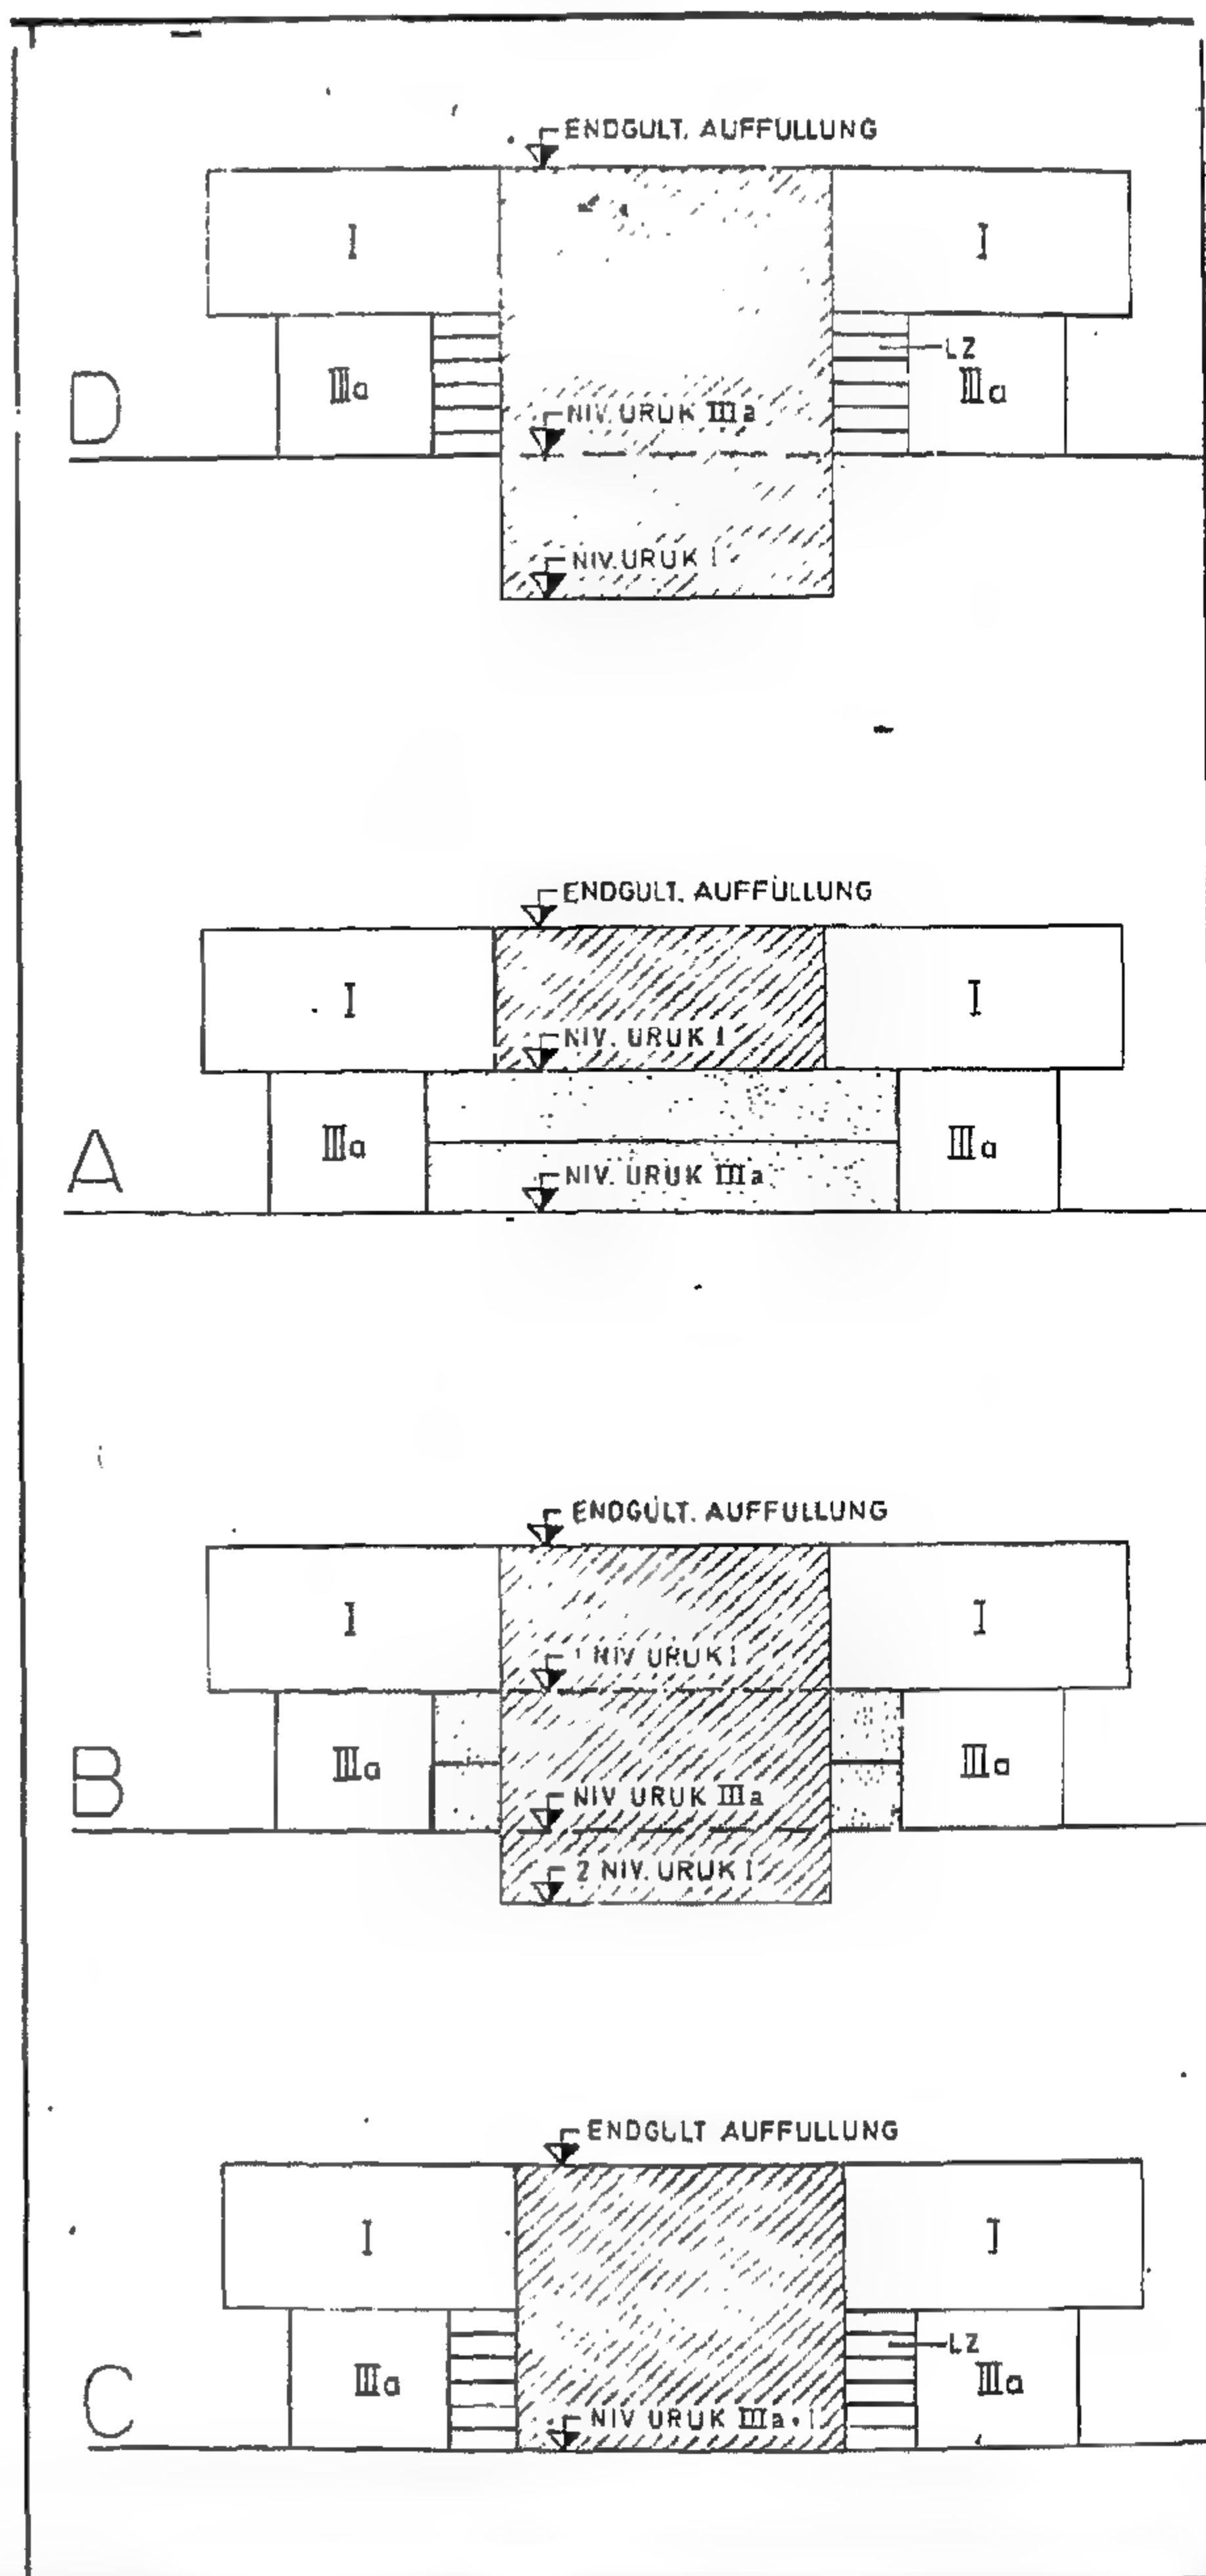 ENDGULT. AUFFULLUNG
I I
LZ
IIIa IIIa
D
NIV. URUK IIIa
NIV. URUK I
ENDGULT. AUFFÜLLUNG
I I
NIV. URUK I
IIIa IIIa
A
NIV. URUK IIIa
ENDGÜLT. AUFFULLUNG
I I
1 NIV URUK I
IIIa IIIa
B
NIV URUK IIIa
2 NIV. URUK I
ENDGULT AUFFULLUNG
I I
LZ
IIIa IIIa
C
NIV URUK IIIa + I